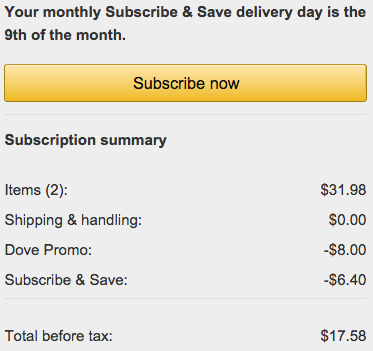 Your monthly Subscribe & Save delivery day is the
9th of the month.
Subscribe now
Subscription summary
Items (2): $31.98
Shipping & handling: $0.00
Dove Promo: -$8.00
Subscribe & Save: -$6.40
Total before tax: $17.58